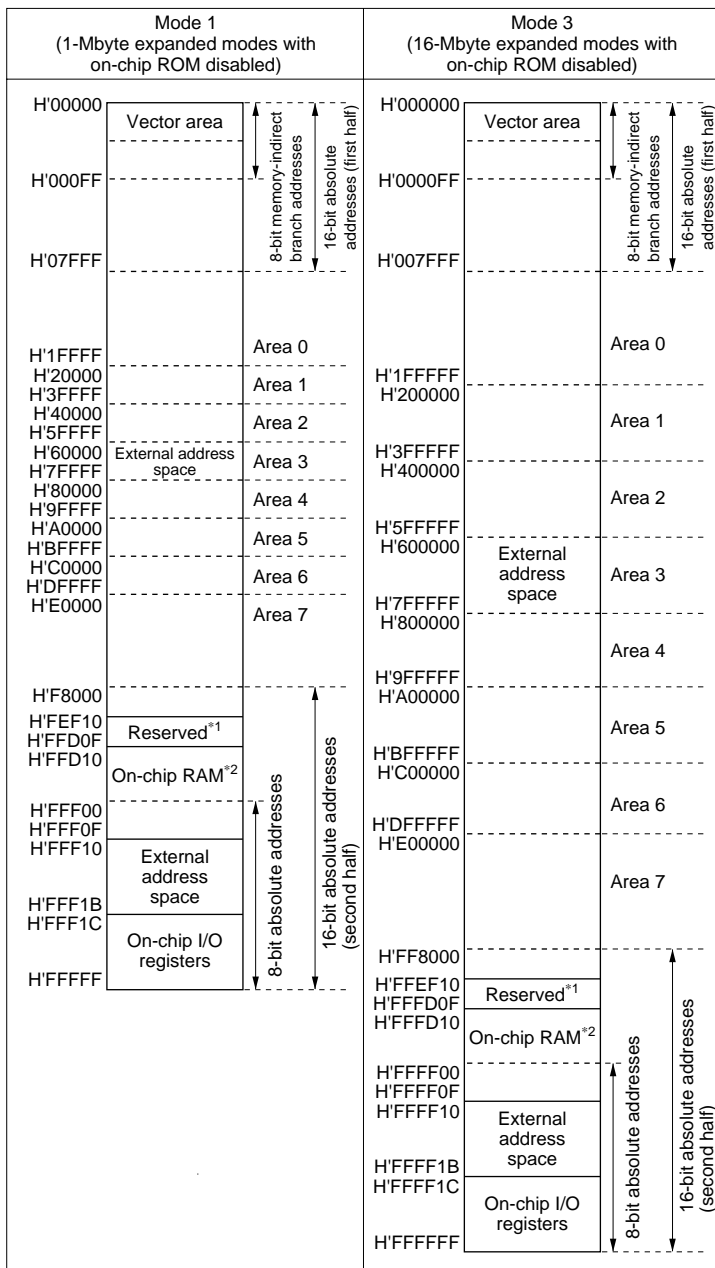 Mode 1
(1-Mbyte expanded modes with
on-chip ROM disabled)
H'00000
Vector area
H'000FF
8-bit memory-indirect
branch addresses
16-bit absolute
addresses (first half)
H'07FFF
Area 0
H'1FFFF
H'20000
Area 1
H'3FFFF
H'40000
Area 2
H'5FFFF
H'60000
External address
space
Area 3
H'7FFFF
H'80000
Area 4
H'9FFFF
H'A0000
Area 5
H'BFFFF
H'C0000
Area 6
H'DFFFF
H'E0000
Area 7
H'F8000
H'FEF10
Reserved*1
H'FFD0F
H'FFD10
On-chip RAM*2
H'FFF00
H'FFF0F
H'FFF10
External
address
space
H'FFF1B
H'FFF1C
On-chip I/O
registers
H'FFFFF
8-bit absolute addresses
16-bit absolute addresses
(second half)
Mode 3
(16-Mbyte expanded modes with
on-chip ROM disabled)
H'000000
Vector area
H'0000FF
8-bit memory-indirect
branch addresses
16-bit absolute
addresses (first half)
H'007FFF
Area 0
H'1FFFFF
H'200000
Area 1
H'3FFFFF
H'400000
Area 2
H'5FFFFF
H'600000
External
address
space
Area 3
H'7FFFFF
H'800000
Area 4
H'9FFFFF
H'A00000
Area 5
H'BFFFFF
H'C00000
Area 6
H'DFFFFF
H'E00000
Area 7
H'FF8000
H'FFEF10
Reserved*1
H'FFFD0F
H'FFFD10
On-chip RAM*2
H'FFFF00
H'FFFF0F
H'FFFF10
External
address
space
H'FFFF1B
H'FFFF1C
On-chip I/O
registers
H'FFFFFF
8-bit absolute addresses
16-bit absolute addresses
(second half)